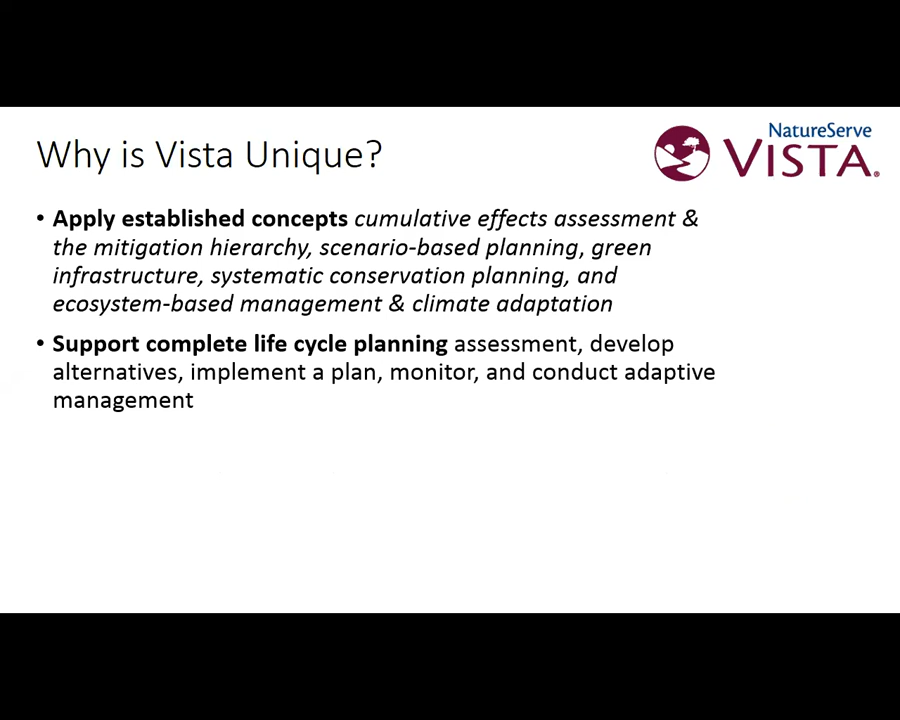 Why is Vista Unique?
NatureServe
VISTA®
• Apply established concepts cumulative effects assessment &
the mitigation hierarchy, scenario-based planning, green
infrastructure, systematic conservation planning, and
ecosystem-based management & climate adaptation
• Support complete life cycle planning assessment, develop
alternatives, implement a plan, monitor, and conduct adaptive
management